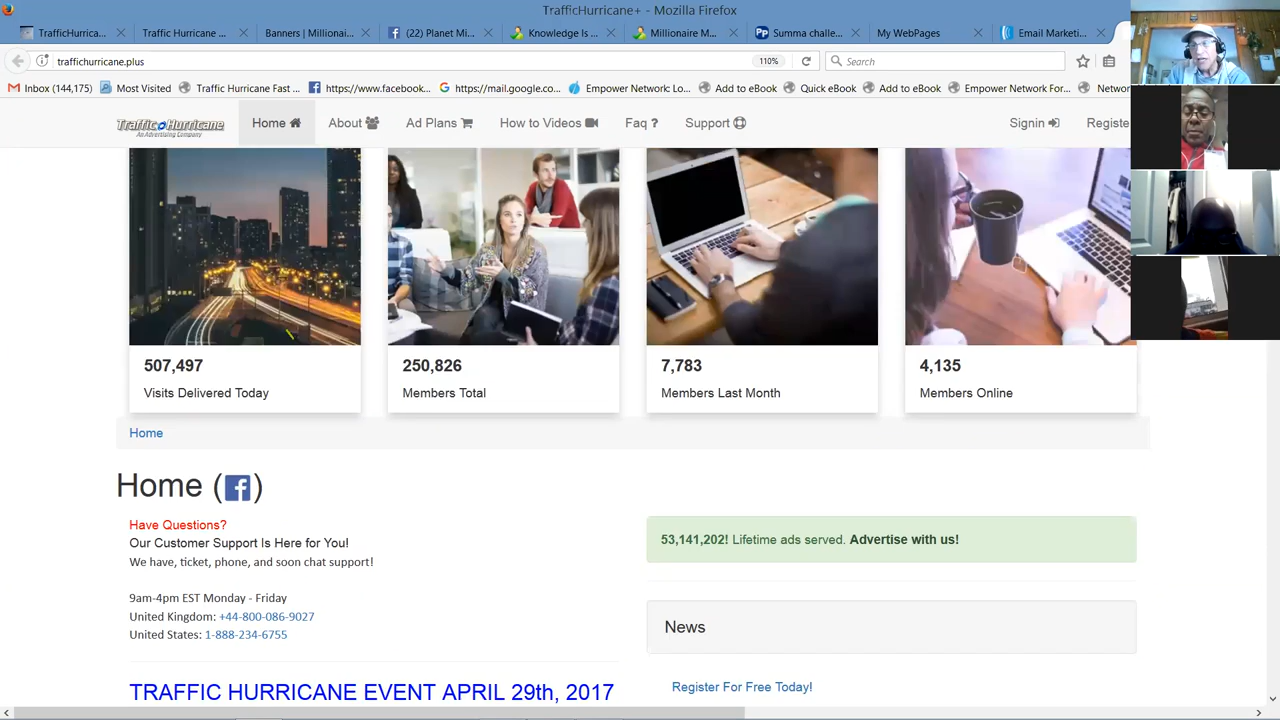 TrafficHurricane+ - Mozilla Firefox
TrafficHurrica...
Traffic Hurricane ...
Banners | Millionai...
(22) Planet Mi...
Knowledge Is ...
Millionaire M...
Summa challe...
My WebPages
Email Marketi...
traffichurricane.plus
110%
Search
Inbox (144,175)
Most Visited
Traffic Hurricane Fast ...
https://www.facebook...
https://mail.google.co...
Empower Network: Lo...
Add to eBook
Quick eBook
Add to eBook
Empower Network For...
Netwo
Traffic Hurricane
An Advertising Company
Home
About
Ad Plans
How to Videos
Faq ?
Support
Signin
Registe
507,497
Visits Delivered Today
250,826
Members Total
7,783
Members Last Month
4,135
Members Online
Home
Home (f)
Have Questions?
Our Customer Support Is Here for You!
We have, ticket, phone, and soon chat support!
9am-4pm EST Monday - Friday
United Kingdom: +44-800-086-9027
United States: 1-888-234-6755
TRAFFIC HURRICANE EVENT APRIL 29th, 2017
53,141,202! Lifetime ads served. Advertise with us!
News
Register For Free Today!